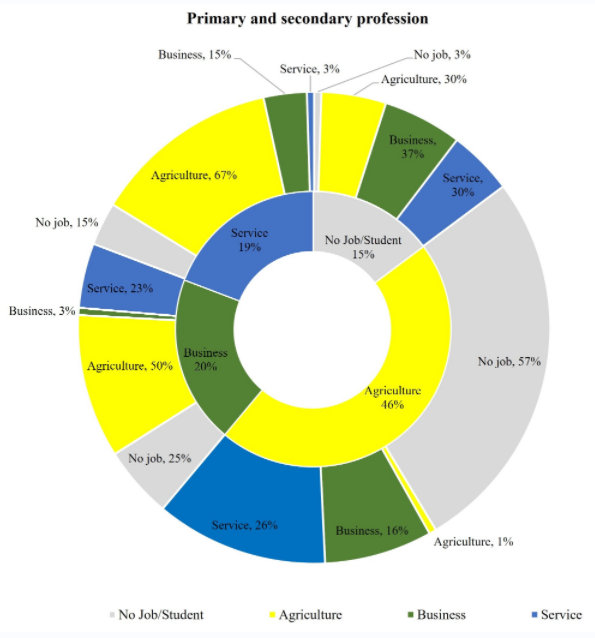 Primary and secondary profession
Business, 15%
Service, 3%
No job, 3%
Agriculture, 30%
Business,
37%
Service,
30%
Agriculture, 67%
No job, 15%
Service
19%
No Job/Student
15%
Service, 23%
Business, 3%
Business
20%
Agriculture, 50%
No job, 57%
Agriculture
46%
No job, 25%
Service, 26%
Business, 16%
Agriculture, 1%
No Job/Student
Agriculture
Business
Service